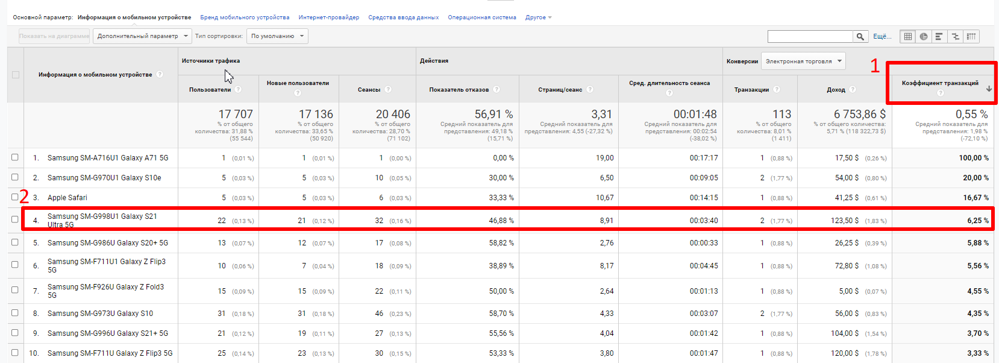 Основной параметр: Информация о мобильном устройстве Бренд мобильного устройства Интернет-провайдер Средства ввода данных Операционная система Другое
Показать на диаграмме Дополнительный параметр Тип сортировки: По умолчанию Ещё...
Источники трафика Действия Конверсии Электронная торговля 1
Информация о мобильном устройстве ? Пользователи ? Новые пользователи ? Сеансы ? Показатель отказов ? Страниц/сеанс ? Сред. длительность сеанса ? Транзакции ? Доход ? Коэффициент транзакций ?
17 707 17 136 20 406 56,91 % 3,31 00:01:48 113 6 753,86 $ 0,55 %
% от общего % от общего % от общего Средний показатель для Средний показатель для Средний показатель для % от общего % от общего количества: Средний показатель для
количества: 31,88 % количества: 33,65 % количества: 28,70 % представления: 49,18 % представления: 4,55 (-27,32 %) представления: 00:02:54 количества: 8,01 % 5,71 % (118 322,73 $) представления: 1,98 %
(55 544) (50 920) (71 102) (15,71 %) (-38,02 %) (1 411) (-72,10 %)
1. Samsung SM-A716U1 Galaxy A71 5G 1 (0,01 %) 1 (0,01 %) 1 (0,00 %) 0,00 % 19,00 00:17:17 1 (0,88 %) 17,50 $ (0,26 %) 100,00 %
2. Samsung SM-G970U1 Galaxy S10e 5 (0,03 %) 5 (0,03 %) 10 (0,05 %) 30,00 % 6,50 00:09:05 2 (1,77 %) 54,00 $ (0,80 %) 20,00 %
2 3. Apple Safari 5 (0,03 %) 5 (0,03 %) 6 (0,03 %) 33,33 % 10,67 00:14:15 1 (0,88 %) 41,25 $ (0,61 %) 16,67 %
4. Samsung SM-G998U1 Galaxy S21
Ultra 5G 22 (0,13 %) 21 (0,12 %) 32 (0,16 %) 46,88 % 8,91 00:03:40 2 (1,77 %) 123,50 $ (1,83 %) 6,25 %
5. Samsung SM-G986U Galaxy S20+ 5G 13 (0,07 %) 12 (0,07 %) 17 (0,08 %) 58,82 % 2,76 00:00:33 1 (0,88 %) 26,25 $ (0,39 %) 5,88 %
6. Samsung SM-F711U1 Galaxy Z Flip3
5G 10 (0,06 %) 7 (0,04 %) 18 (0,09 %) 38,89 % 8,17 00:04:45 1 (0,88 %) 72,80 $ (1,08 %) 5,56 %
7. Samsung SM-F926U Galaxy Z Fold3
5G 15 (0,09 %) 15 (0,09 %) 22 (0,11 %) 50,00 % 2,64 00:01:13 1 (0,88 %) 5,00 $ (0,07 %) 4,55 %
8. Samsung SM-G973U Galaxy S10 31 (0,18 %) 31 (0,18 %) 46 (0,23 %) 58,70 % 4,33 00:03:07 2 (1,77 %) 56,00 $ (0,83 %) 4,35 %
9. Samsung SM-G996U Galaxy S21+ 5G 21 (0,12 %) 19 (0,11 %) 27 (0,13 %) 55,56 % 4,04 00:01:42 1 (0,88 %) 104,00 $ (1,54 %) 3,70 %
10. Samsung SM-F711U Galaxy Z Flip3 5G 25 (0,14 %) 23 (0,13 %) 30 (0,15 %) 53,33 % 3,80 00:01:47 1 (0,88 %) 120,00 $ (1,78 %) 3,33 %